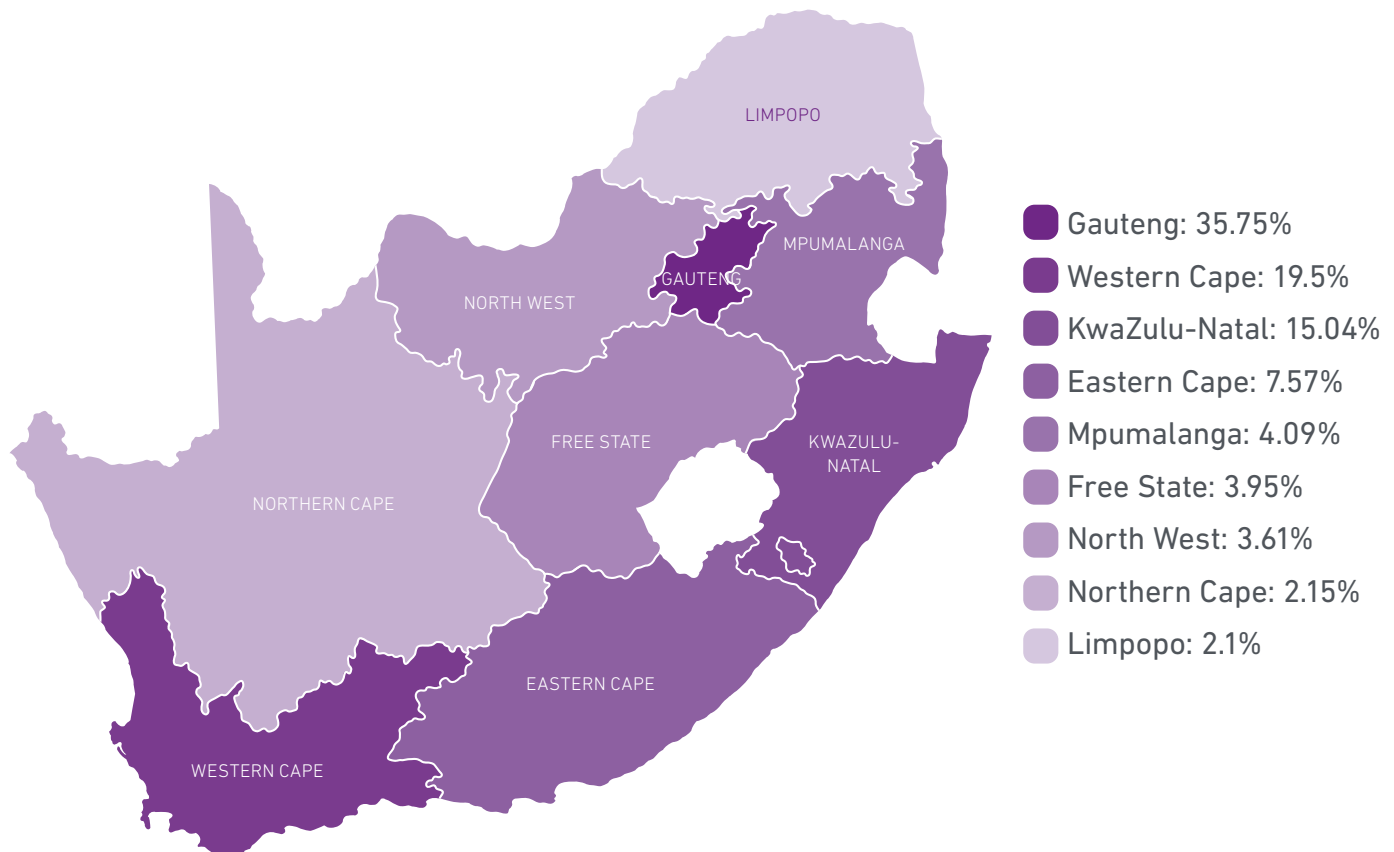 LIMPOPO
MPUMALANGA
GAUTENG
NORTH WEST
FREE STATE
KWAZULU-
NATAL
NORTHERN CAPE
EASTERN CAPE
WESTERN CAPE
Gauteng: 35.75%
Western Cape: 19.5%
KwaZulu-Natal: 15.04%
Eastern Cape: 7.57%
Mpumalanga: 4.09%
Free State: 3.95%
North West: 3.61%
Northern Cape: 2.15%
Limpopo: 2.1%